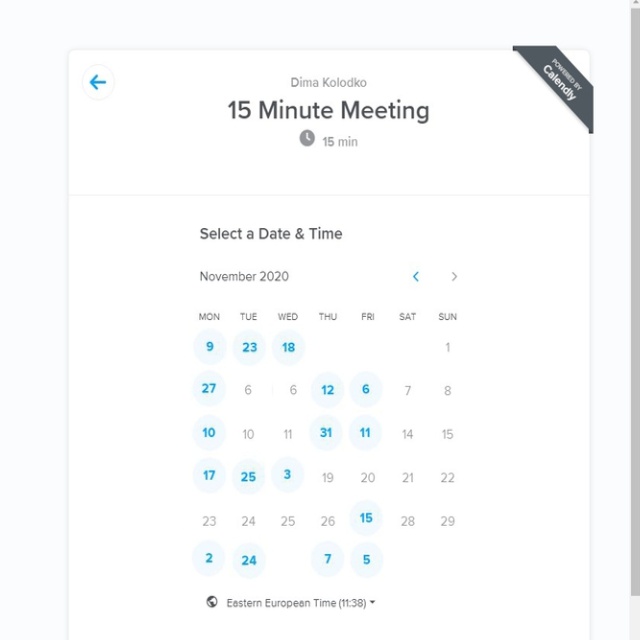 POWERED BY
Calendly
Dima Kolodko
15 Minute Meeting
15 min
Select a Date & Time
November 2020
MON TUE WED THU FRI SAT SUN
9 23 18 1
27 6 6 12 6 7 8
10 10 11 31 11 14 15
17 25 3 19 20 21 22
23 24 25 26 15 28 29
2 24 7 5
Eastern European Time (11:38)